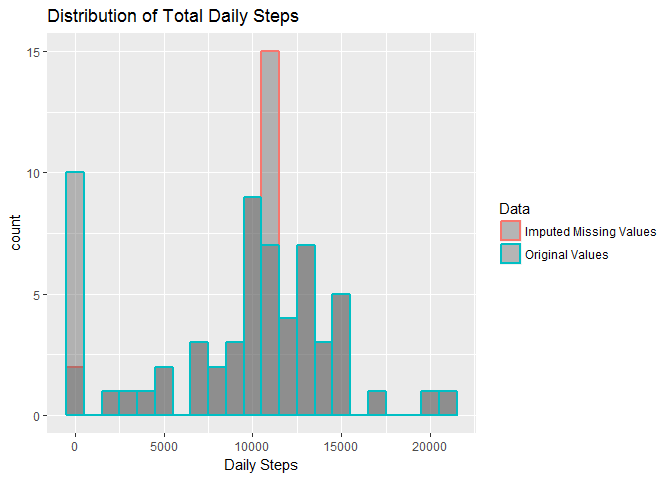 Distribution of Total Daily Steps
15
10
5
0
count
0 5000 10000 15000 20000
Daily Steps
Data
Imputed Missing Values
Original Values